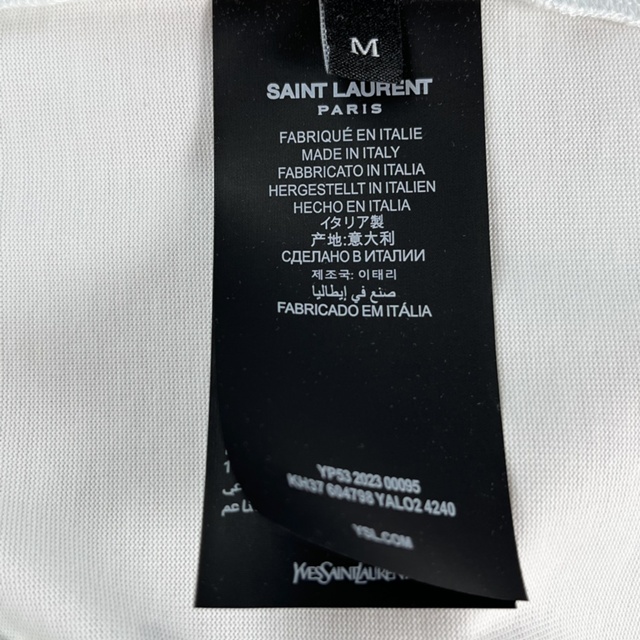 M
SAINT LAURENT
PARIS
FABRIQUÉ EN ITALIE
MADE IN ITALY
FABBRICATO IN ITALIA
HERGESTELLT IN ITALIEN
HECHO EN ITALIA
イタリア製
产地:意大利
СДЕЛАНО В ИТАЛИИ
제조국: 이태리
صنع في إيطاليا
FABRICADO EM ITÁLIA
YP53 2023 00095
KH37 604798 YALO2 4240
YSL.COM
YVESSAINTLAURENT